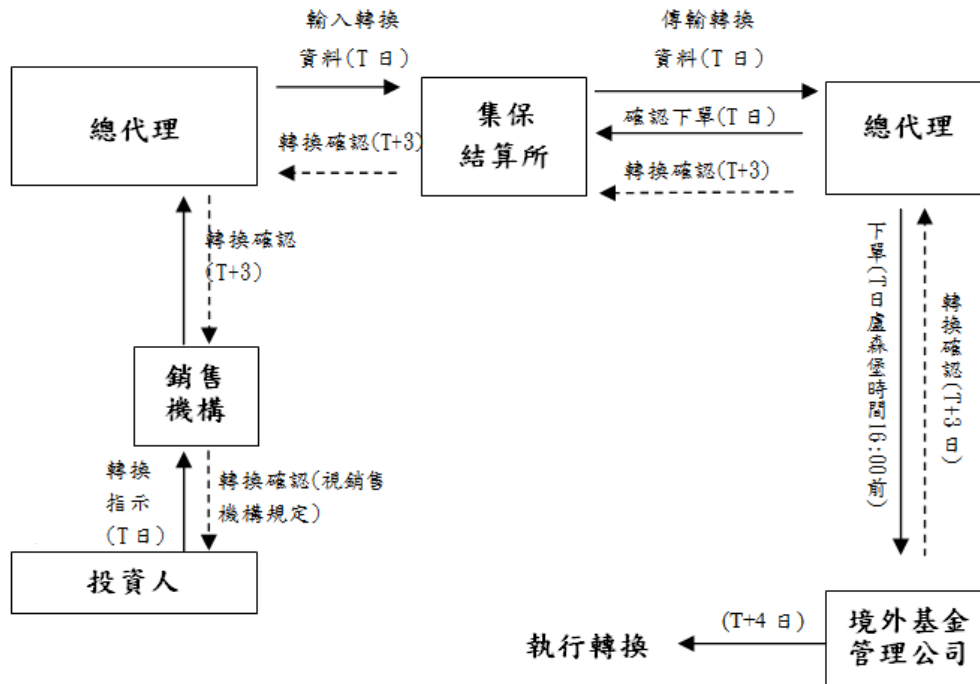 輸入轉換
資料(T 日)
傳輸轉換
資料(T 日)
總代理
集保
結算所
總代理
確認下單(T 日)
轉換確認(T+3)
轉換確認(T+3)
轉換確認
(T+3)
下單(T日盧森堡時間16:00前)
轉換確認(T+3 日)
銷售
機構
轉換
指示
(T 日)
轉換確認(視銷售
機構規定)
投資人
(T+4 日)
執行轉換
境外基金
管理公司